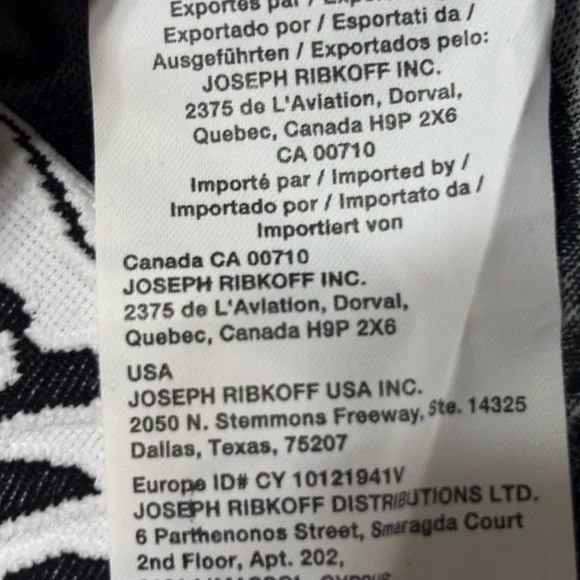 Exportado por / Esportati da /
Ausgeführten / Exportados pelo:
JOSEPH RIBKOFF INC.
2375 de L'Aviation, Dorval,
Quebec, Canada H9P 2X6
CA 00710
Importé par / Imported by /
Importado por / Importato da /
Importiert von
Canada CA 00710
JOSEPH RIBKOFF INC.
2375 de L'Aviation, Dorval,
Quebec, Canada H9P 2X6
USA
JOSEPH RIBKOFF USA INC.
2050 N. Stemmons Freeway, Ste. 14325
Dallas, Texas, 75207
Europe ID# CY 10121941V
JOSEPH RIBKOFF DISTRIBUTIONS LTD.
6 Parthenonos Street, Smaragda Court
2nd Floor, Apt. 202,